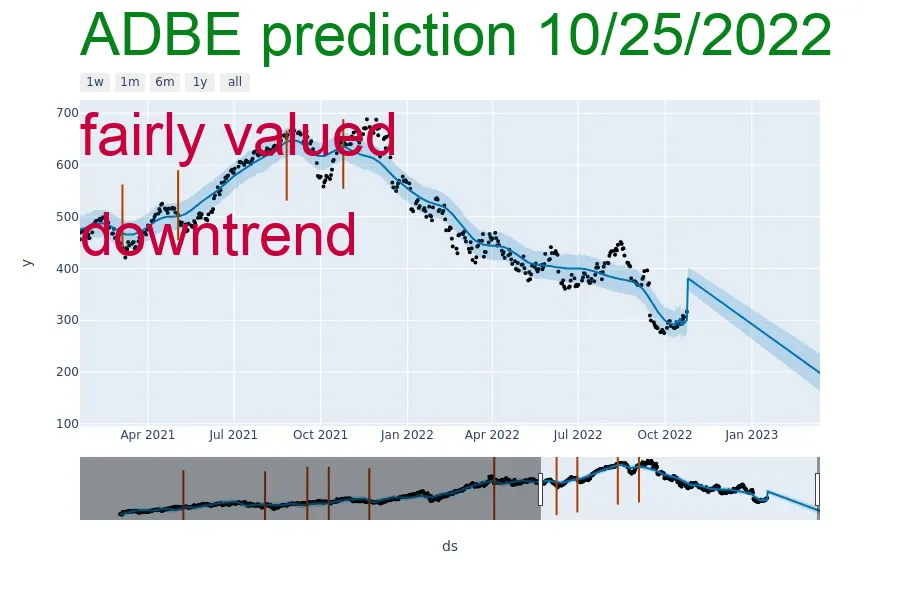 ADBE prediction 10/25/2022
1w 1m 6m 1y all
700
fairly valued
600
500
downtrend
400
y
300
200
100
Apr 2021 Jul 2021 Oct 2021 Jan 2022 Apr 2022 Jul 2022 Oct 2022 Jan 2023
ds